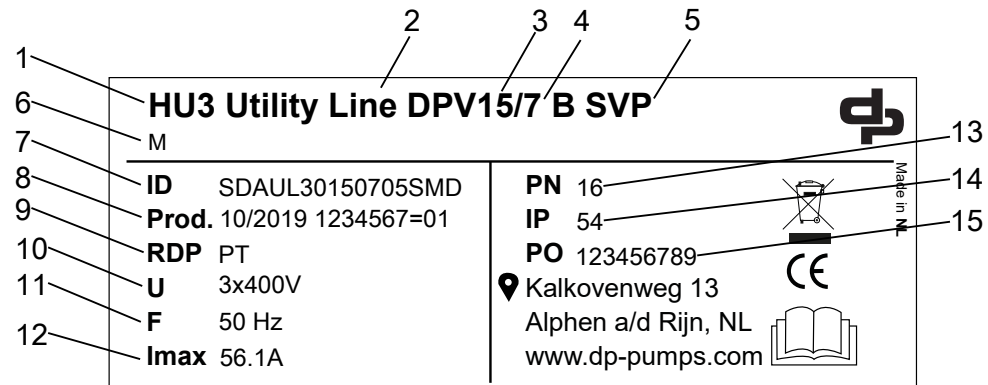 2 3 4 5
1 HU3 Utility Line DPV15/7 B SVP
6 M
dp
7 ID SDAUL30150705SMD
8 Prod. 10/2019 1234567=01
9 RDP PT
10 U 3x400V
11 F 50 Hz
12 Imax 56.1A
PN 16 13
IP 54 14
PO 123456789 15
Kalkovenweg 13
Alphen a/d Rijn, NL
www.dp-pumps.com
CE
Made in NL